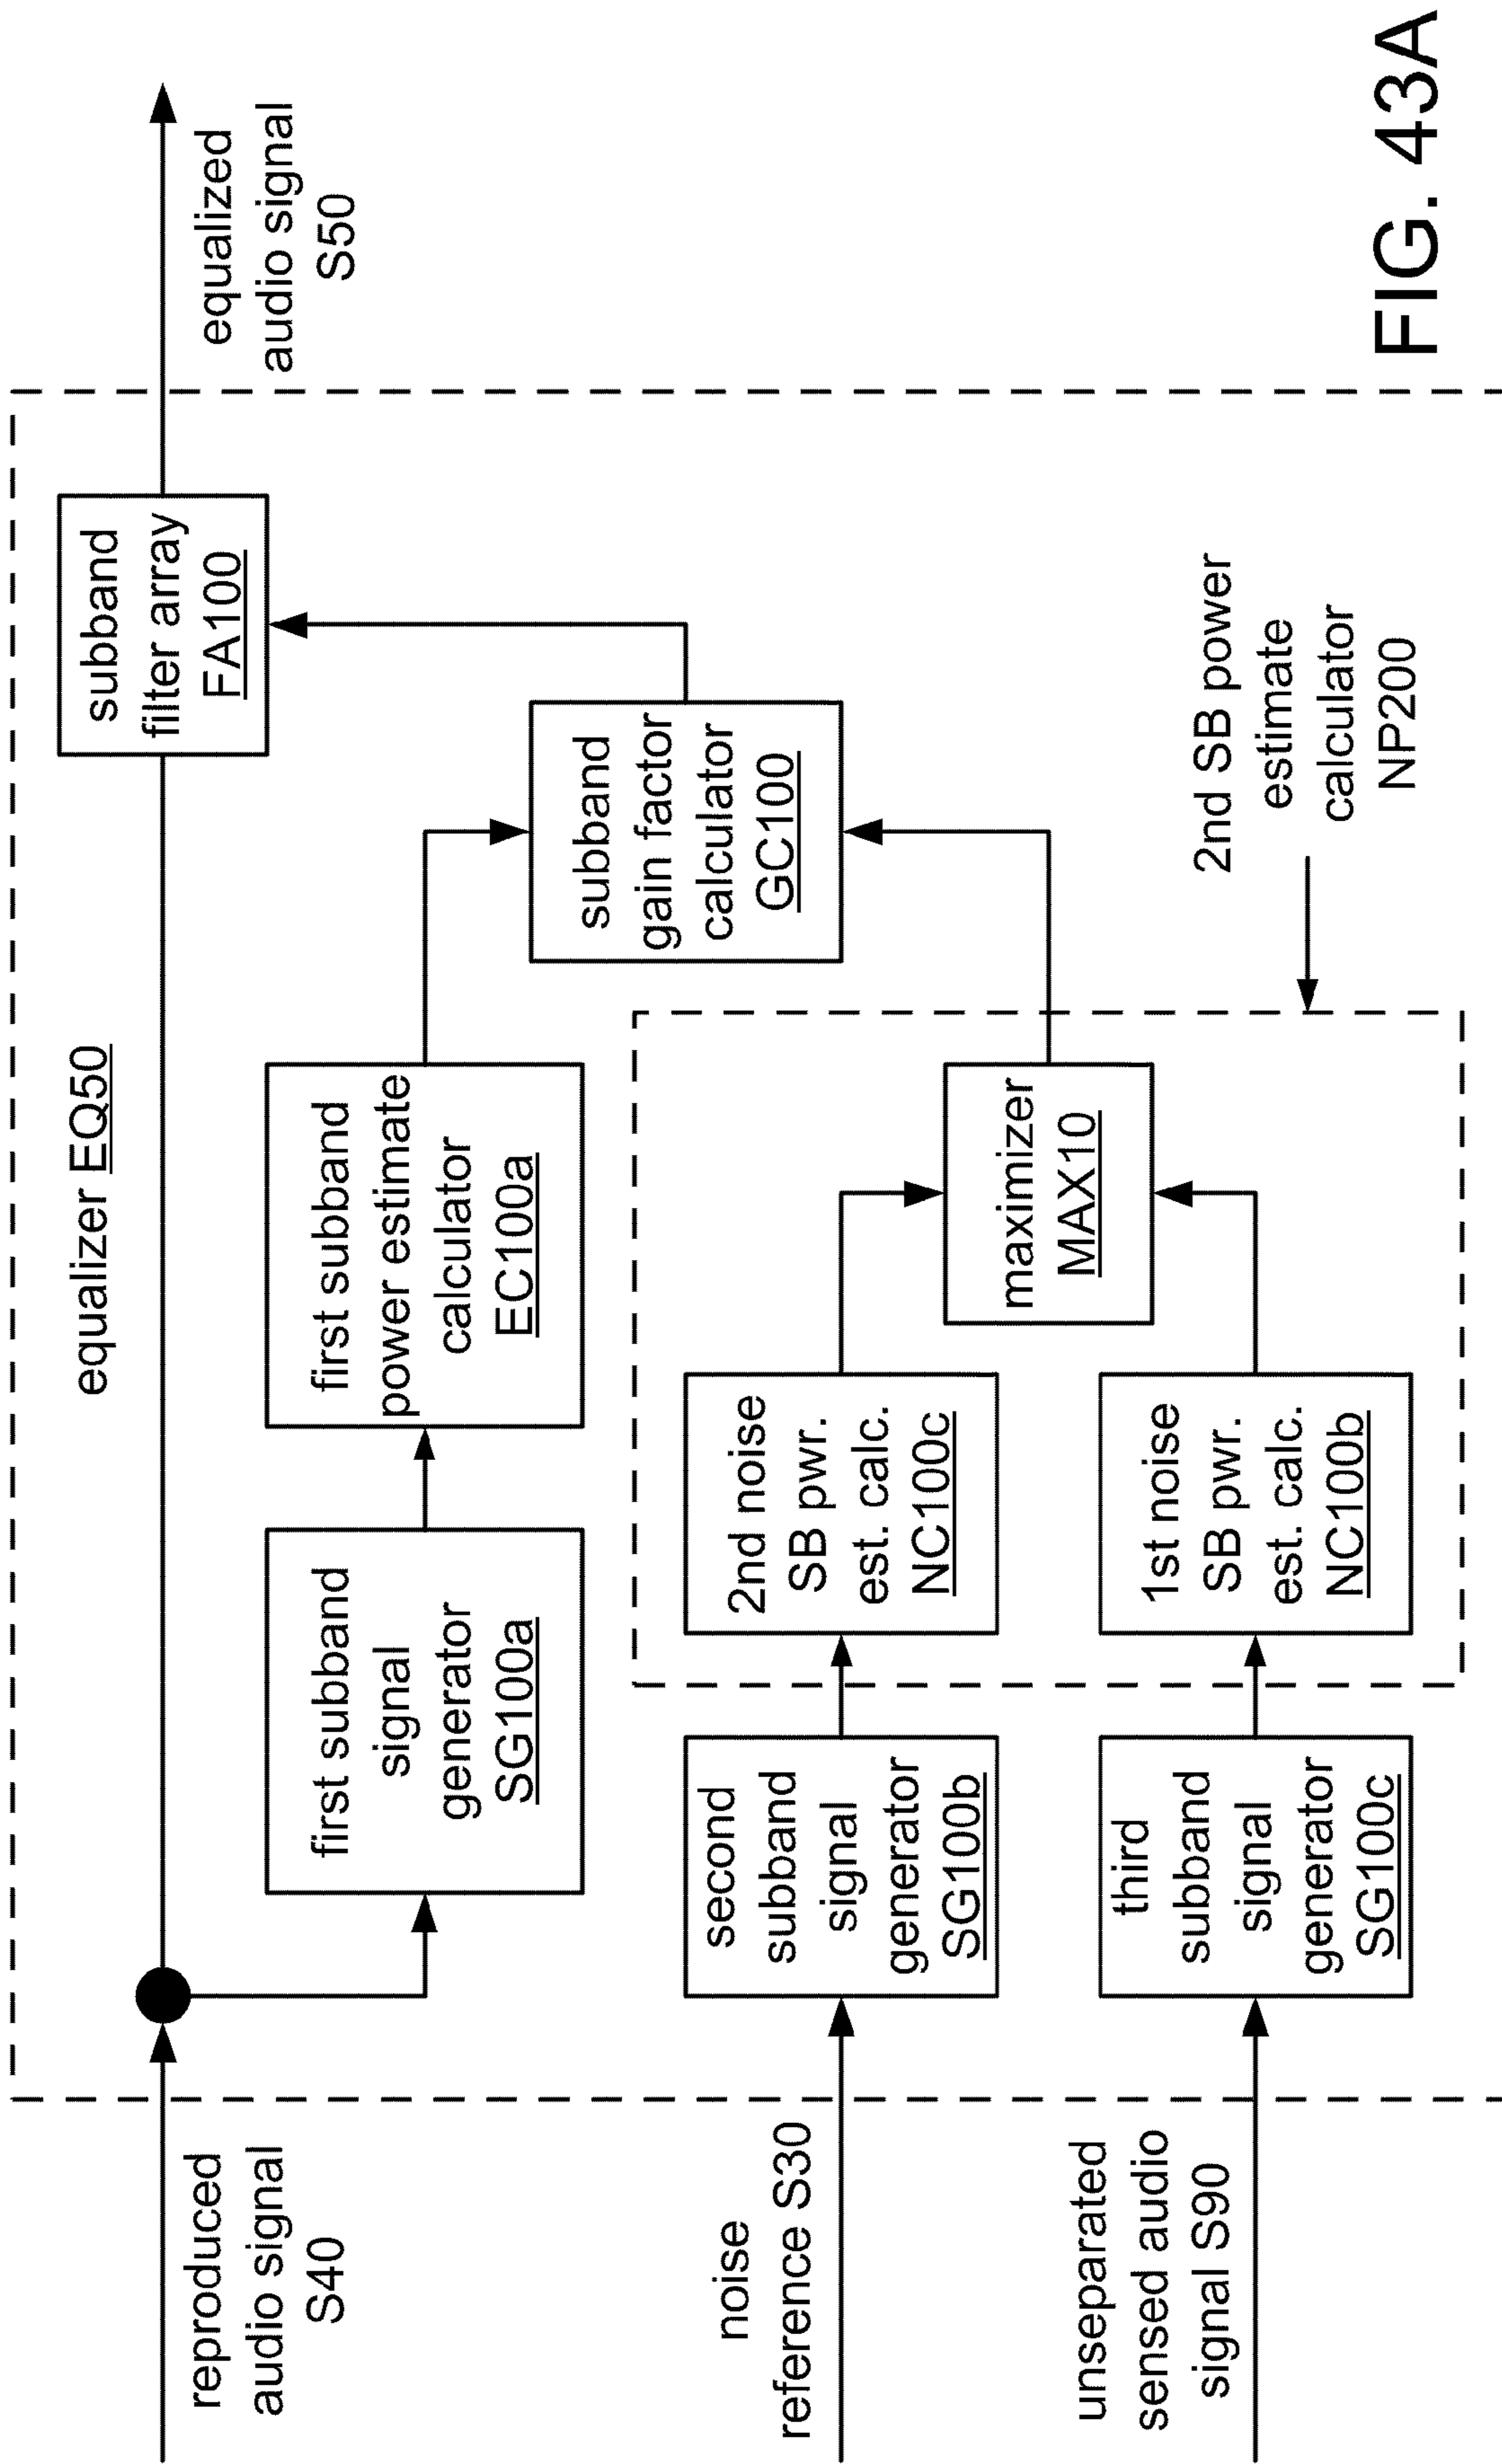 reproduced
audio signal
S40
equalizer EQ50
subband
filter array
FA100
equalized
audio signal
S50
first subband
signal
generator
SG100a
first subband
power estimate
calculator
EC100a
subband
gain factor
calculator
GC100
noise
reference S30
second
subband
signal
generator
SG100b
2nd noise
SB pwr.
est. calc.
NC100c
maximizer
MAX10
unseparated
sensed audio
signal S90
third
subband
signal
generator
SG100c
1st noise
SB pwr.
est. calc.
NC100b
2nd SB power
estimate
calculator
NP200
FIG. 43A